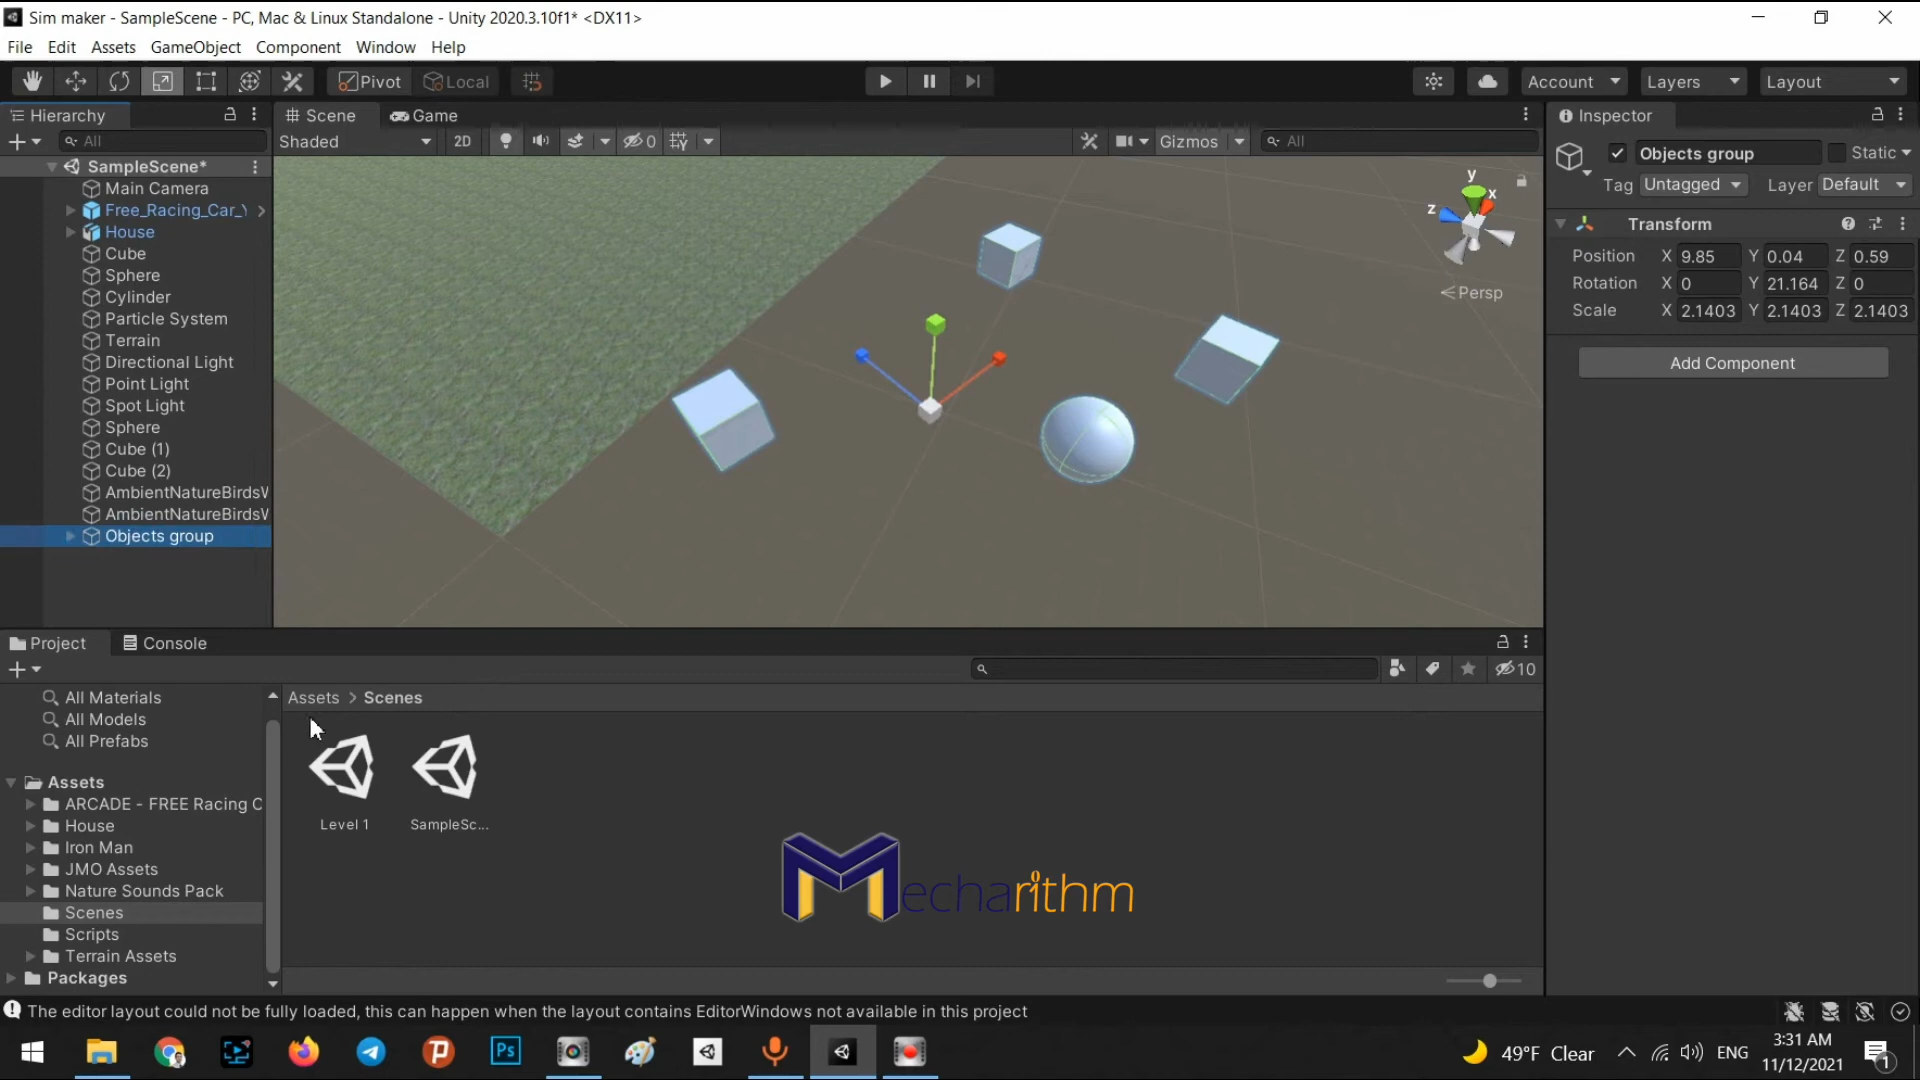 Sim maker - SampleScene - PC, Mac & Linux Standalone - Unity 2020.3.10f1* <DX11>
File Edit Assets GameObject Component Window Help
Pivot Local Account Layers Layout
Hierarchy
All
SampleScene*
Main Camera
Free_Racing_Car_Y
House
Cube
Sphere
Cylinder
Particle System
Terrain
Directional Light
Point Light
Spot Light
Sphere
Cube (1)
Cube (2)
AmbientNatureBirdsW
AmbientNatureBirdsW
Objects group
Scene Game
Shaded 2D 0 Gizmos All
y
x
z
Persp
Inspector
Objects group Static
Tag Untagged Layer Default
Transform
Position X 9.85 Y 0.04 Z 0.59
Rotation X 0 Y 21.164 Z 0
Scale X 2.1403 Y 2.1403 Z 2.1403
Add Component
Project Console
10
All Materials
All Models
All Prefabs
Assets
ARCADE - FREE Racing C
House
Iron Man
JMO Assets
Nature Sounds Pack
Scenes
Scripts
Terrain Assets
Packages
Assets > Scenes
Level 1 SampleSc...
Mecharithm
The editor layout could not be fully loaded, this can happen when the layout contains EditorWindows not available in this project
Ps
49°F Clear ENG
3:31 AM
11/12/2021
1